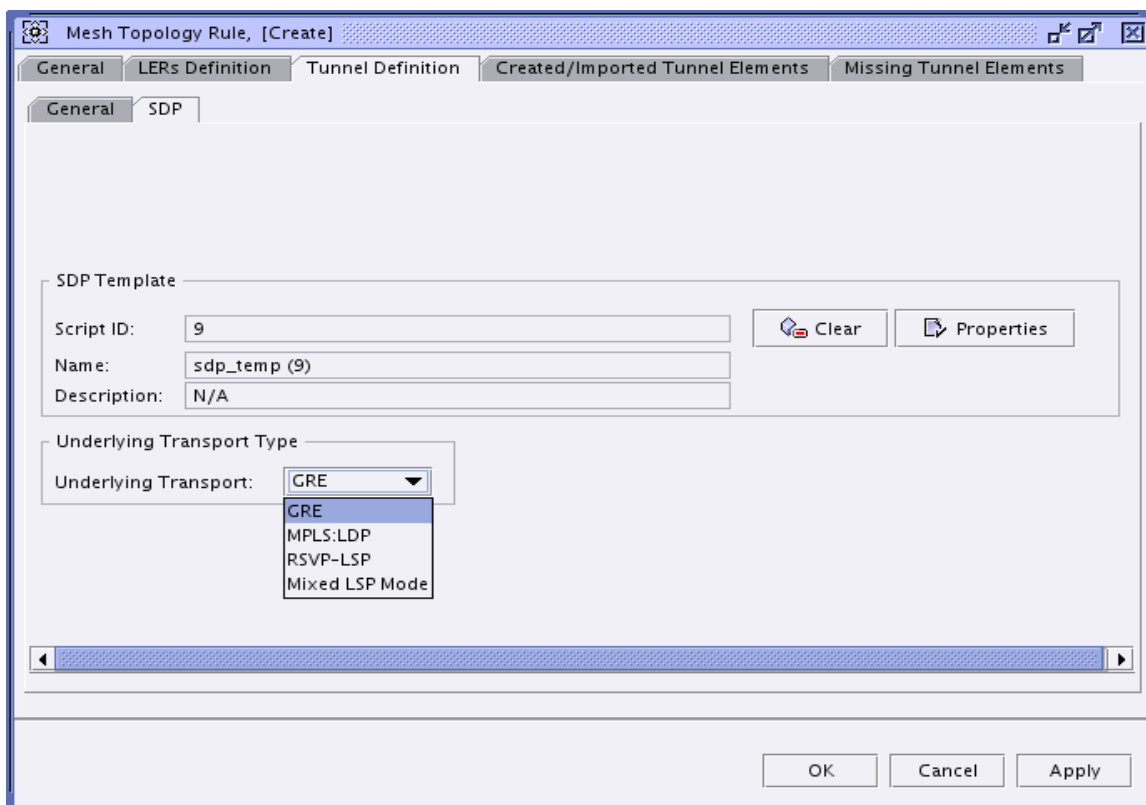 Mesh Topology Rule, [Create]
General LERs Definition Tunnel Definition Created/Imported Tunnel Elements Missing Tunnel Elements
General SDP
SDP Template
Script ID: 9 Clear Properties
Name: sdp_temp (9)
Description: N/A
Underlying Transport Type
Underlying Transport: GRE
GRE
MPLS:LDP
RSVP-LSP
Mixed LSP Mode
OK Cancel Apply